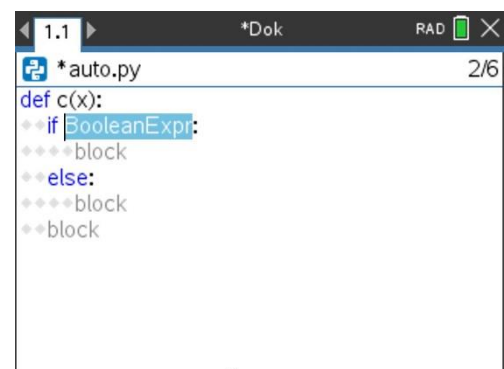 1.1 *Dok RAD
*auto.py 2/6
def c(x):
if BooleanExpr:
block
else:
block
block